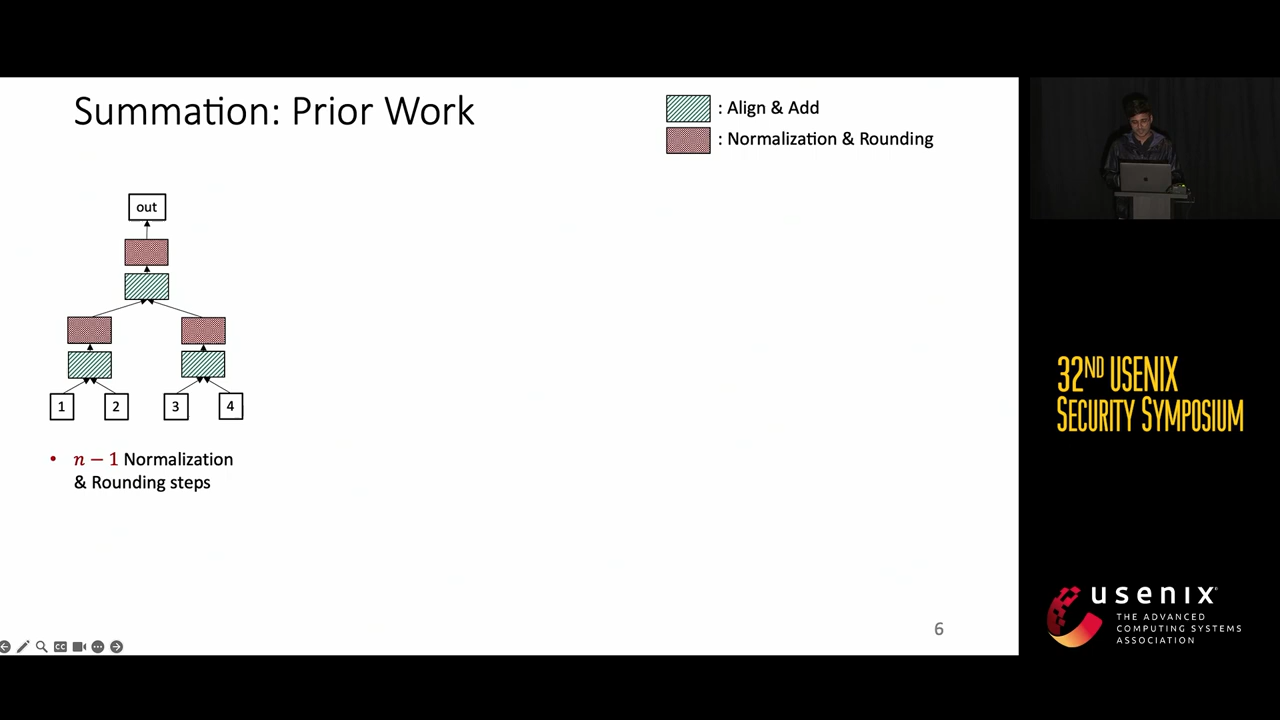 Summation: Prior Work
: Align & Add
: Normalization & Rounding
out
1 2 3 4
• n − 1 Normalization
& Rounding steps
6
32ND USENIX
SECURITY SYMPOSIUM
usenix
THE ADVANCED
COMPUTING SYSTEMS
ASSOCIATION